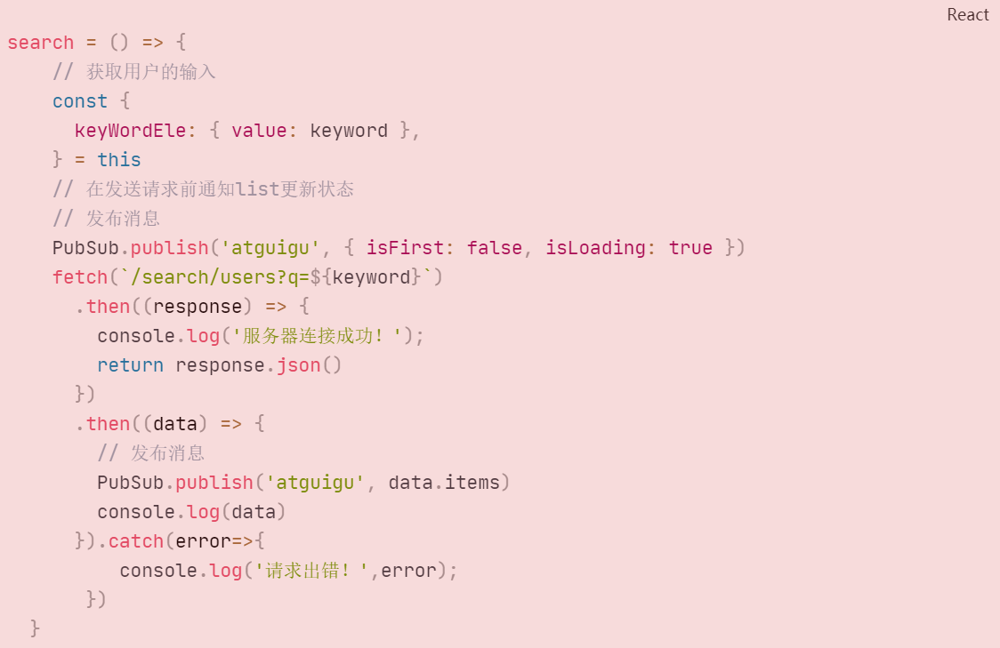 React
search = () => {
    // 获取用户的输入
    const {
      keyWordEle: { value: keyword },
    } = this
    // 在发送请求前通知list更新状态
    // 发布消息
    PubSub.publish('atguigu', { isFirst: false, isLoading: true })
    fetch(`/search/users?q=${keyword}`)
      .then((response) => {
        console.log('服务器连接成功！');
        return response.json()
      })
      .then((data) => {
        // 发布消息
        PubSub.publish('atguigu', data.items)
        console.log(data)
      }).catch(error=>{
          console.log('请求出错！',error);
       })
  }